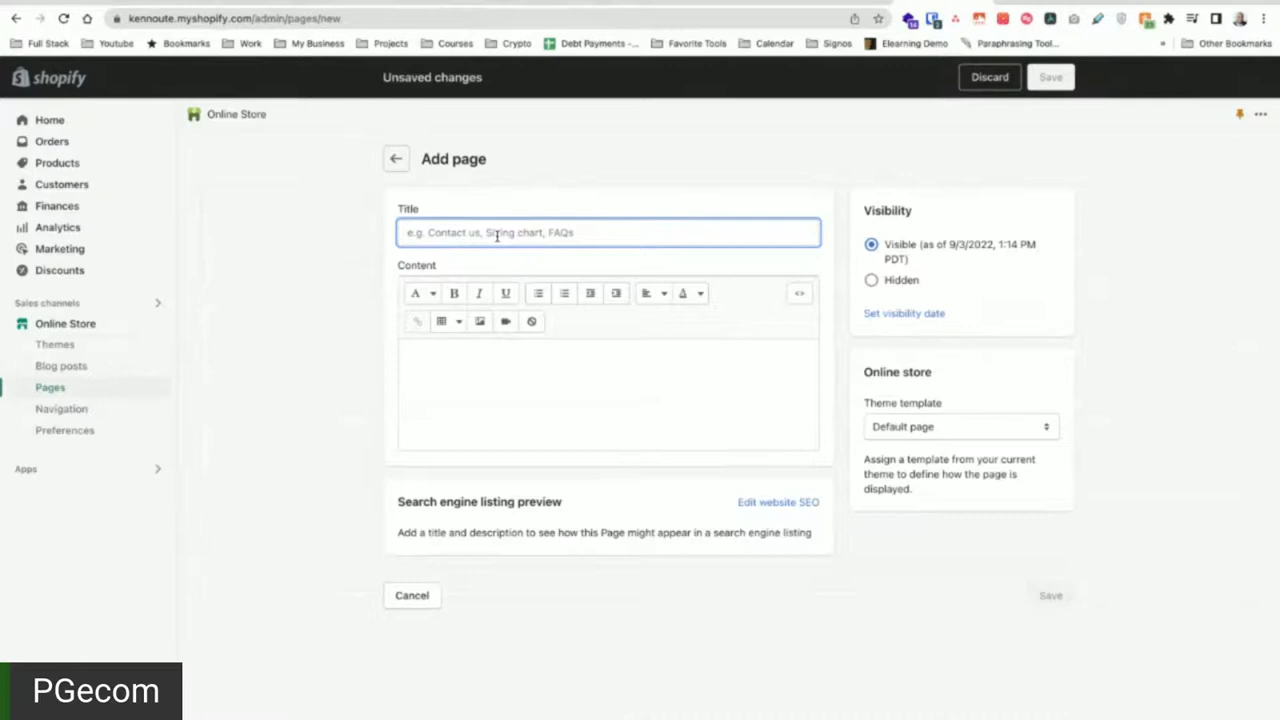 kennoute.myshopify.com/admin/pages/new
Full Stack
Youtube
Bookmarks
Work
My Business
Projects
Courses
Crypto
Debt Payments -...
Favorite Tools
Calendar
Signos
Elearning Demo
Paraphrasing Tool...
»
Other Bookmarks
shopify
Unsaved changes
Discard
Save
Home
Orders
Products
Customers
Finances
Analytics
Marketing
Discounts
Sales channels
Online Store
Themes
Blog posts
Pages
Navigation
Preferences
Apps
Online Store
Add page
Title
e.g. Contact us, Sizing chart, FAQs
Content
A
B
I
U
A
<>
Search engine listing preview
Edit website SEO
Add a title and description to see how this Page might appear in a search engine listing
Cancel
Visibility
Visible (as of 9/3/2022, 1:14 PM
PDT)
Hidden
Set visibility date
Online store
Theme template
Default page
Assign a template from your current
theme to define how the page is
displayed.
Save
PGecom